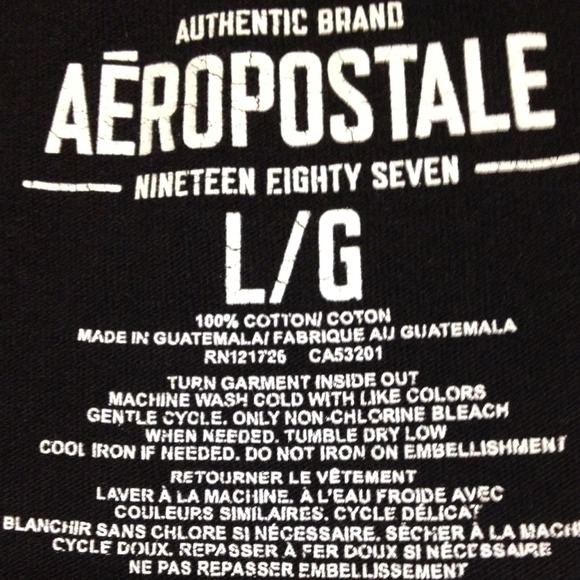 AUTHENTIC BRAND
AĒROPOSTALE
NINETEEN EIGHTY SEVEN
L/G
100% COTTON/ COTON
MADE IN GUATEMALA/ FABRIQUE AU GUATEMALA
RN121726 CA53201
TURN GARMENT INSIDE OUT
MACHINE WASH COLD WITH LIKE COLORS
GENTLE CYCLE. ONLY NON-CHLORINE BLEACH
WHEN NEEDED. TUMBLE DRY LOW
COOL IRON IF NEEDED. DO NOT IRON ON EMBELLISHMENT
RETOURNER LE VÊTEMENT
LAVER À LA MACHINE. À L'EAU FROIDE AVEC
COULEURS SIMILAIRES. CYCLE DÉLICAT
BLANCHIR SANS CHLORE SI NÉCESSAIRE. SÉCHER À LA MACH
CYCLE DOUX. REPASSER À FER DOUX SI NÉCESSAIRE
NE PAS REPASSER EMBELLISSEMENT